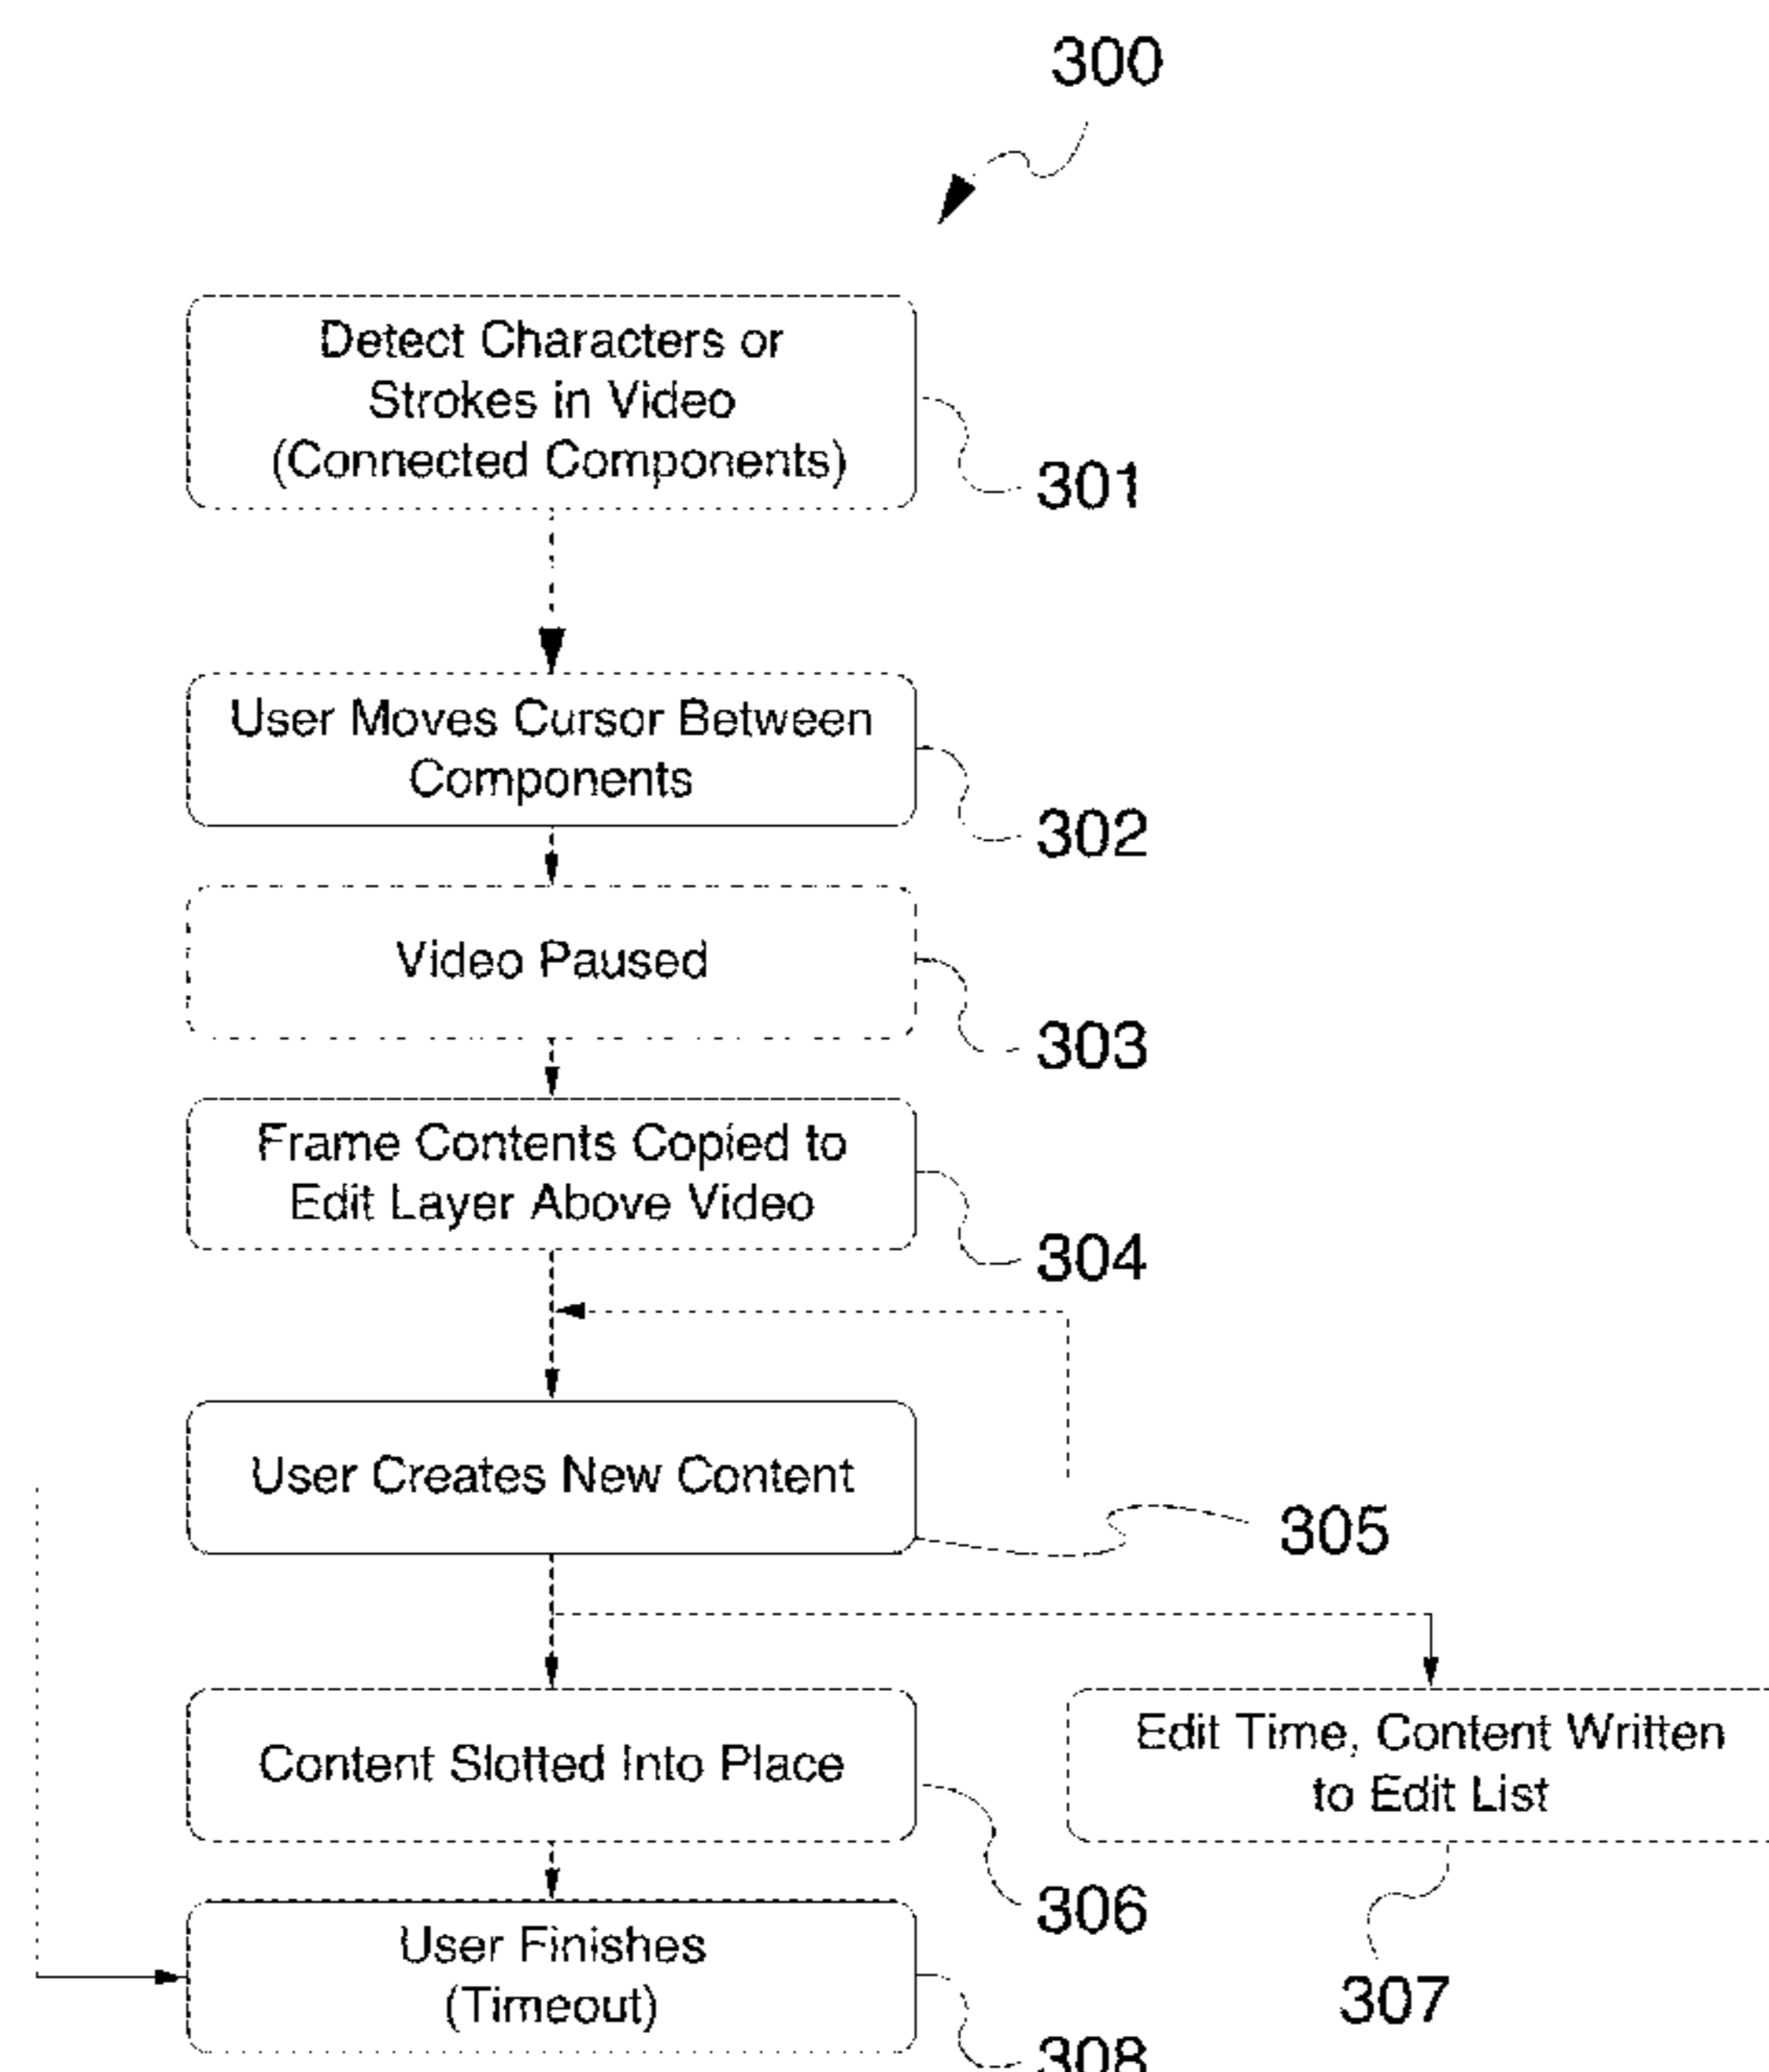 300
Detect Characters or
Strokes in Video
(Connected Components)
301
User Moves Cursor Between
Components
302
Video Paused
303
Frame Contents Copied to
Edit Layer Above Video
304
User Creates New Content
305
Content Slotted Into Place
306
Edit Time, Content Written
to Edit List
307
User Finishes
(Timeout)
308